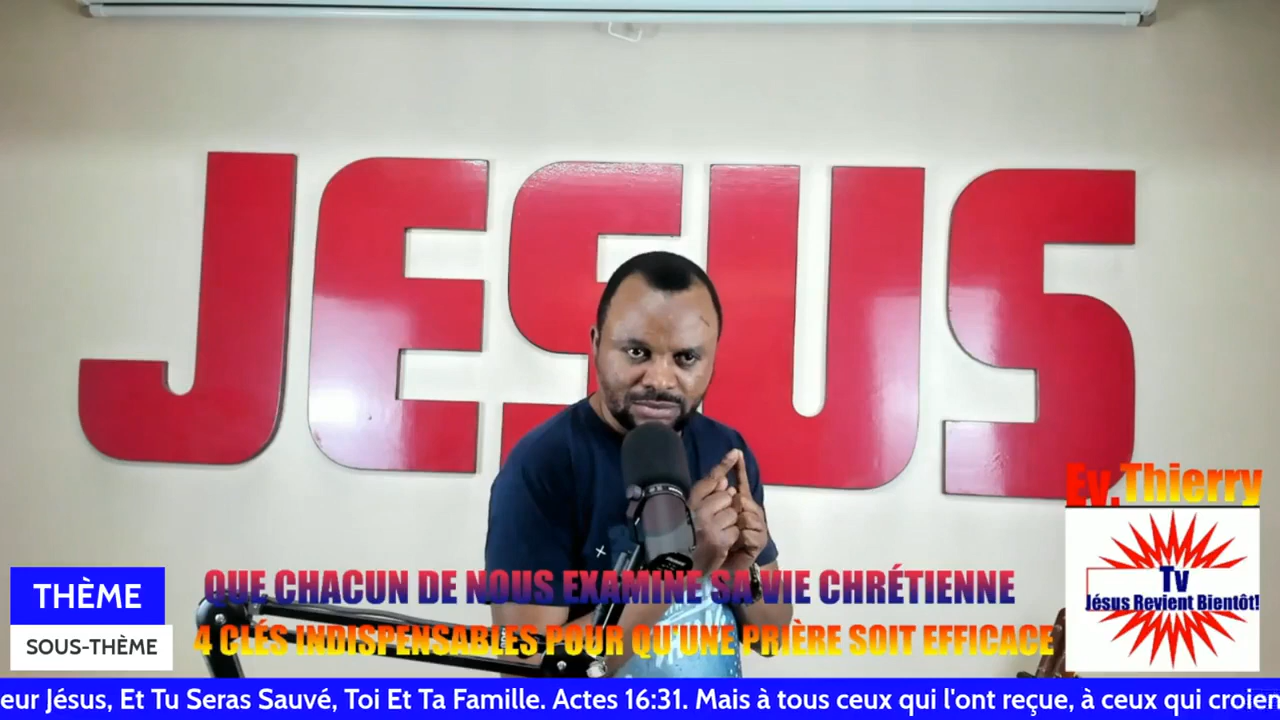 JESUS
Ev.Thierry
Tv
Jésus Revient Bientôt!
THÈME
QUE CHACUN DE NOUS EXAMINE SA VIE CHRÉTIENNE
SOUS-THÈME
4 CLÉS INDISPENSABLES POUR QU'UNE PRIÈRE SOIT EFFICACE
eur Jésus, Et Tu Seras Sauvé, Toi Et Ta Famille. Actes 16:31. Mais à tous ceux qui l'ont reçue, à ceux qui croien